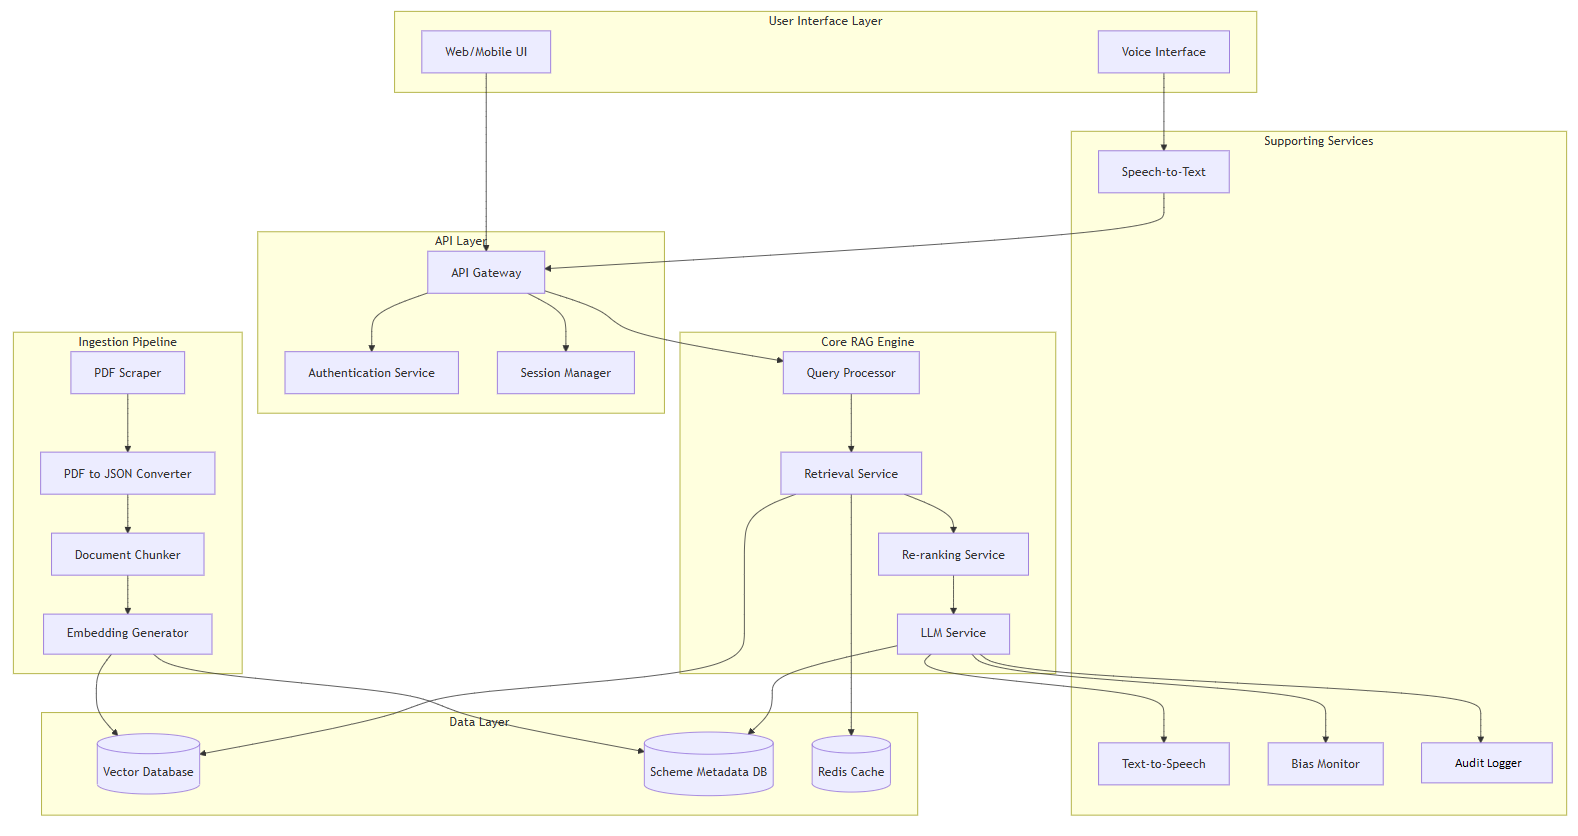 User Interface Layer
Web/Mobile UI
Voice Interface
Supporting Services
Speech-to-Text
API Layer
API Gateway
Authentication Service
Session Manager
Ingestion Pipeline
PDF Scraper
PDF to JSON Converter
Document Chunker
Embedding Generator
Core RAG Engine
Query Processor
Retrieval Service
Re-ranking Service
LLM Service
Data Layer
Vector Database
Scheme Metadata DB
Redis Cache
Text-to-Speech
Bias Monitor
Audit Logger